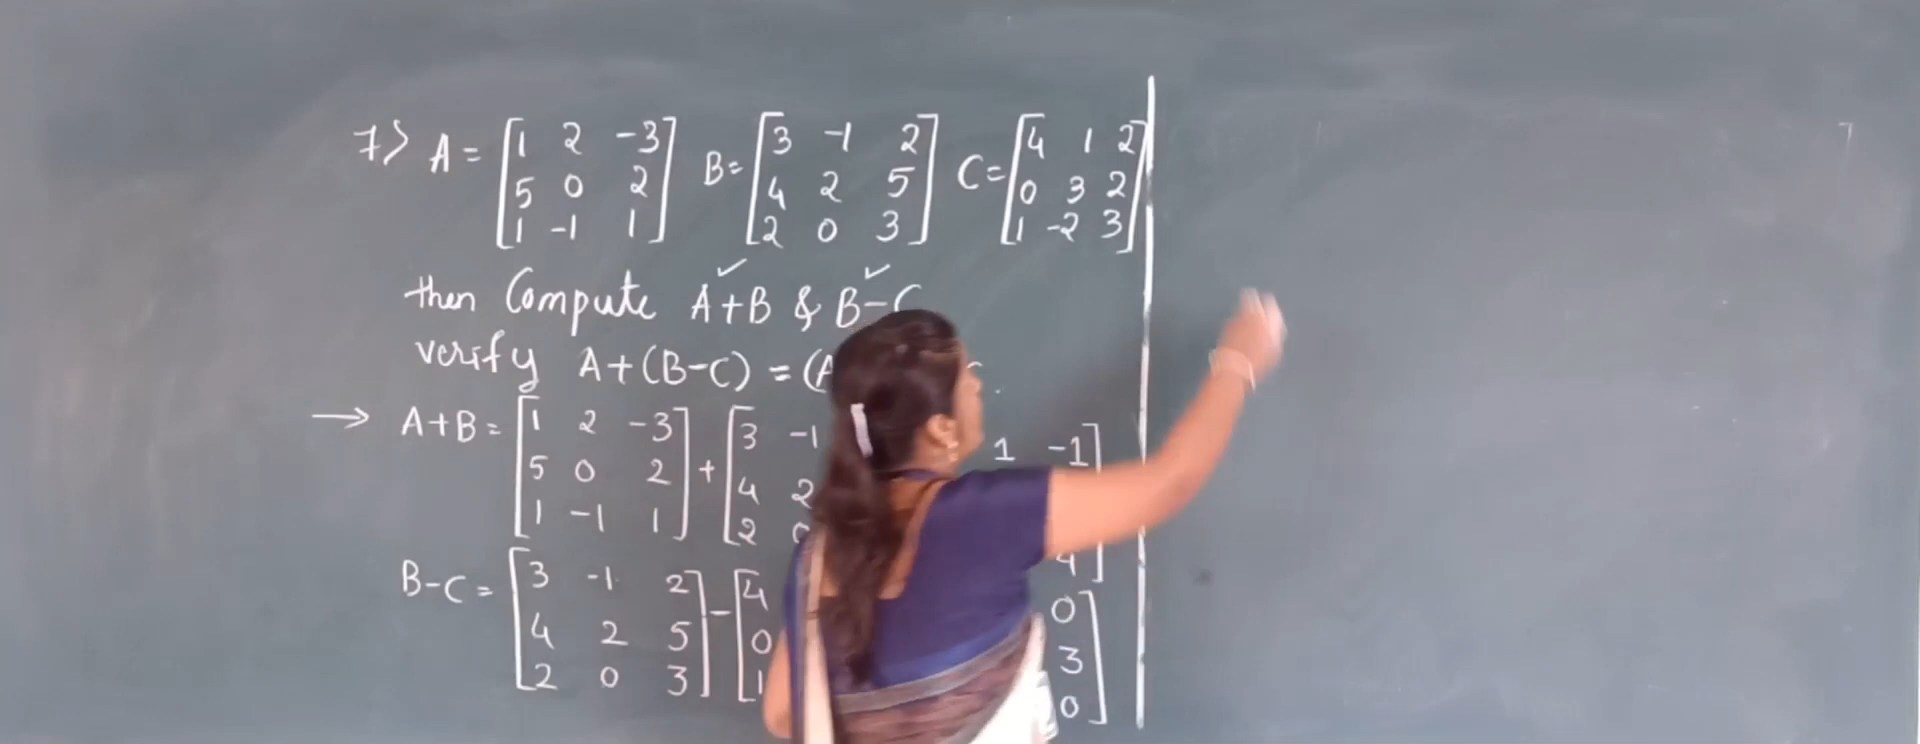 7) A = [1 2 -3] B = [3 -1 2] C = [4 1 2]
[5 0 2] [4 2 5] [0 3 2]
[1 -1 1] [2 0 3] [1 -2 3]
then Compute A+B & B-C
verify A+(B-C) = (A
→ A+B = [1 2 -3] + [3 -1 1 -1]
[5 0 2] [4 2
[1 -1 1] [2 0 4]
B-C = [3 -1 2] - [4 0]
[4 2 5] [0 3]
[2 0 3] [1 0]